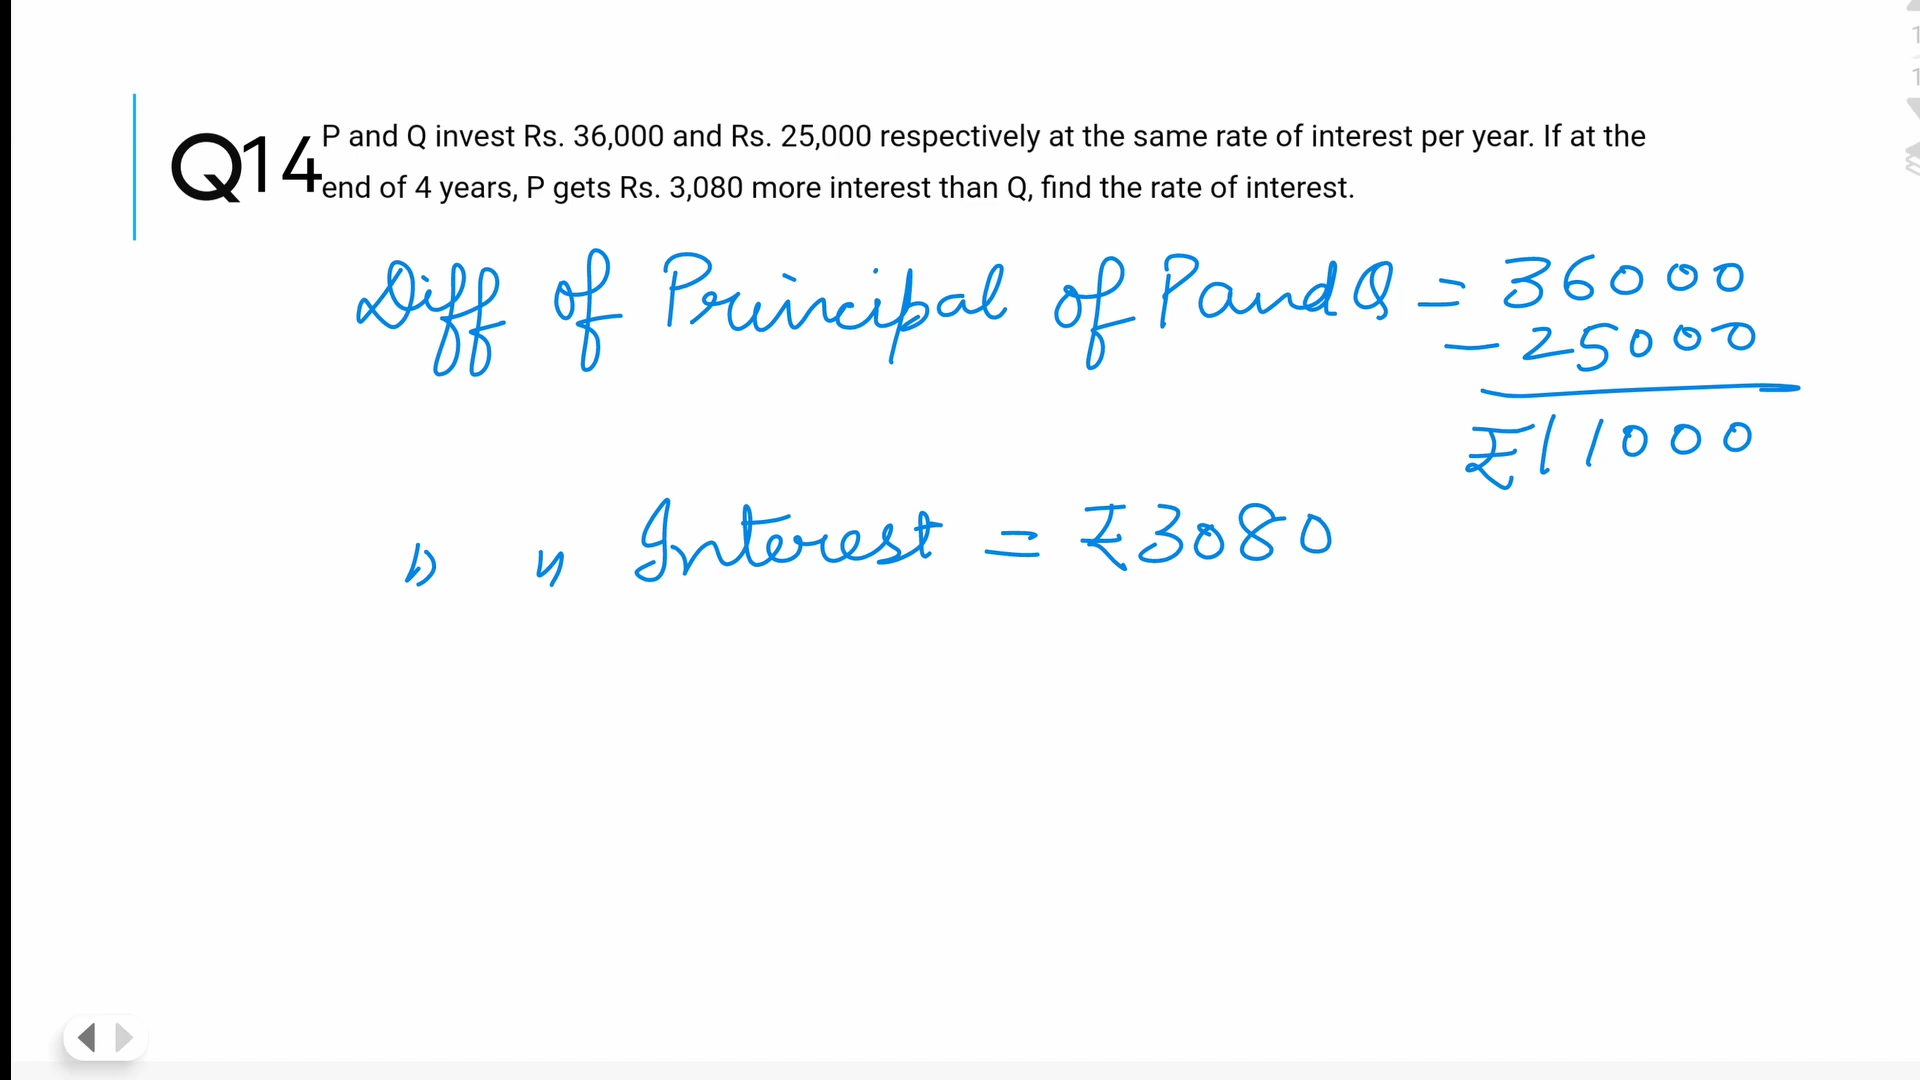 Q14 P and Q invest Rs. 36,000 and Rs. 25,000 respectively at the same rate of interest per year. If at the
end of 4 years, P gets Rs. 3,080 more interest than Q, find the rate of interest.
Diff of Principal of P and Q = 36000
- 25000
₹11000
" " Interest = ₹3080